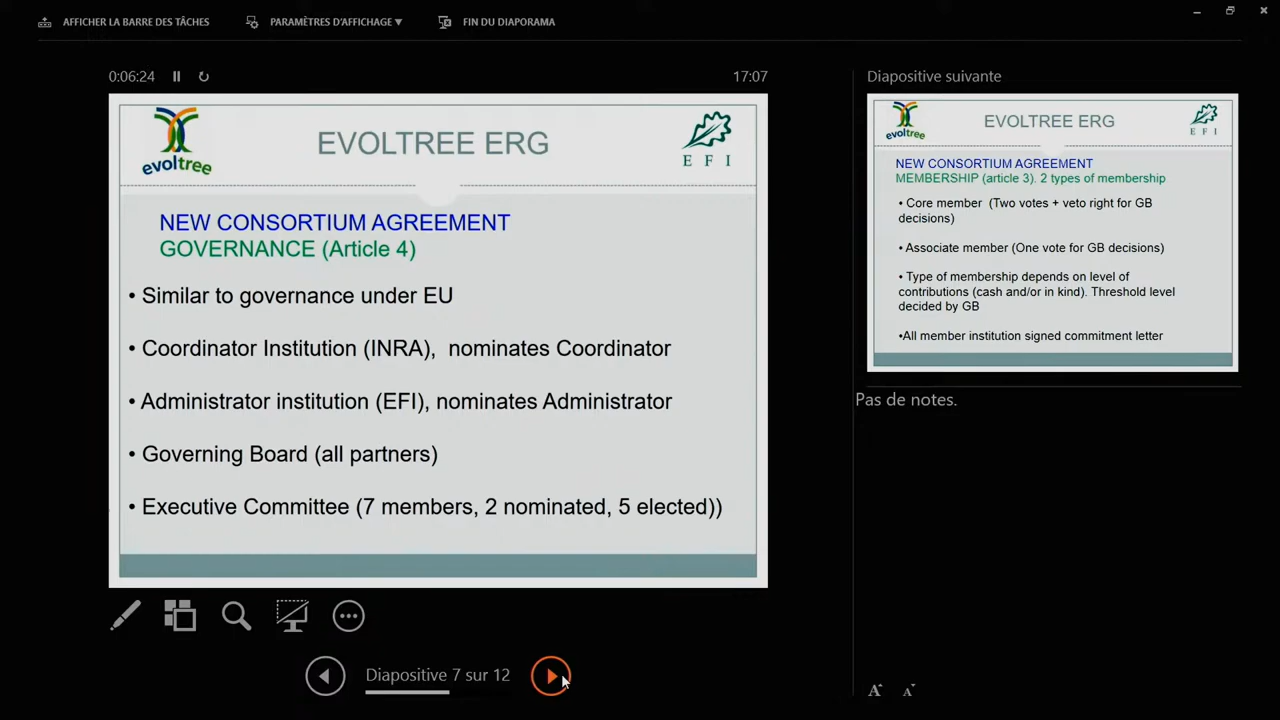 AFFICHER LA BARRE DES TÂCHES
PARAMÈTRES D'AFFICHAGE ▼
FIN DU DIAPORAMA
0:06:24
17:07
evoltree
EVOLTREE ERG
EFI
NEW CONSORTIUM AGREEMENT
GOVERNANCE (Article 4)
• Similar to governance under EU
• Coordinator Institution (INRA), nominates Coordinator
• Administrator institution (EFI), nominates Administrator
• Governing Board (all partners)
• Executive Committee (7 members, 2 nominated, 5 elected))
Diapositive 7 sur 12
Diapositive suivante
evoltree
EVOLTREE ERG
EFI
NEW CONSORTIUM AGREEMENT
MEMBERSHIP (article 3). 2 types of membership
• Core member (Two votes + veto right for GB
decisions)
• Associate member (One vote for GB decisions)
• Type of membership depends on level of
contributions (cash and/or in kind). Threshold level
decided by GB
•All member institution signed commitment letter
Pas de notes.
A A